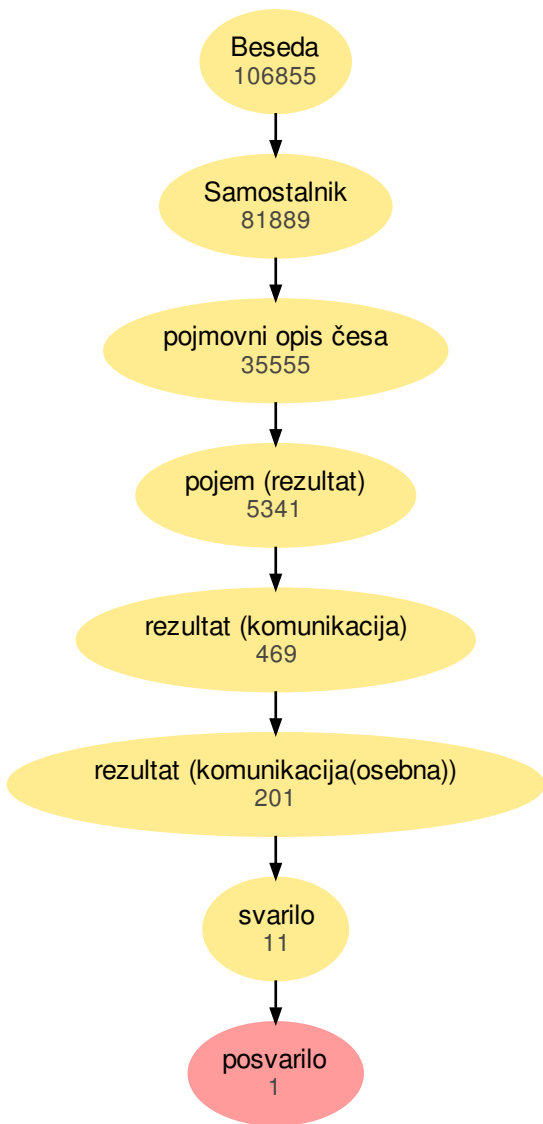 Beseda
106855
Samostalnik
81889
pojmovni opis česa
35555
pojem (rezultat)
5341
rezultat (komunikacija)
469
rezultat (komunikacija(osebna))
201
svarilo
11
posvarilo
1